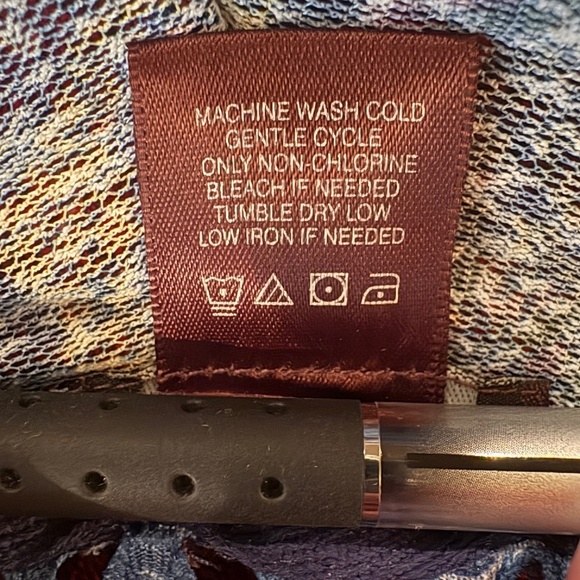 MACHINE WASH COLD
GENTLE CYCLE
ONLY NON-CHLORINE
BLEACH IF NEEDED
TUMBLE DRY LOW
LOW IRON IF NEEDED